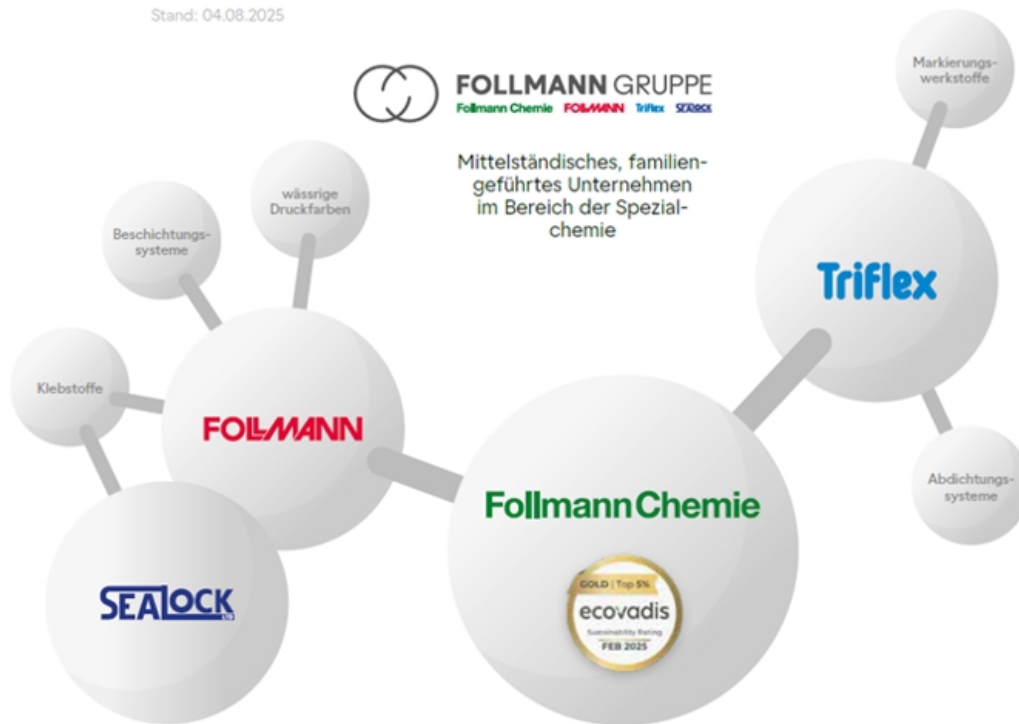 Stand: 04.08.2025
FOLLMANN GRUPPE
Follmann Chemie FOLLMANN Triflex SEALOCK
Mittelständisches, familien-
geführtes Unternehmen
im Bereich der Spezial-
chemie
Markierungs-
werkstoffe
wässrige
Druckfarben
Beschichtungs-
systeme
Triflex
Klebstoffe
FOLLMANN
Abdichtungs-
systeme
Follmann Chemie
SEALOCK
LTD
GOLD | Top 5%
ecovadis
Sustainability Rating
FEB 2025